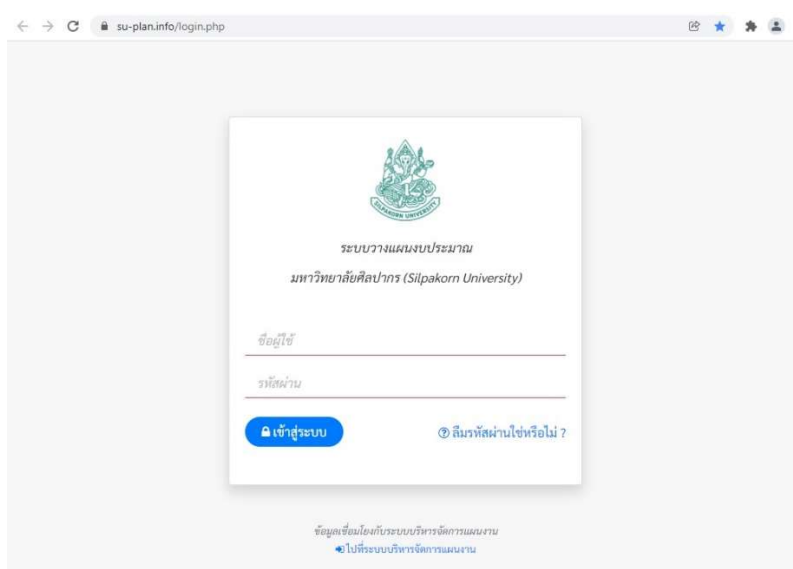 su-plan.info/login.php
SILPAKORN UNIVERSITY
ระบบวางแผนงบประมาณ
มหาวิทยาลัยศิลปากร (Silpakorn University)
ชื่อผู้ใช้
รหัสผ่าน
เข้าสู่ระบบ
ลืมรหัสผ่านใช่หรือไม่ ?
ข้อมูลเชื่อมโยงกับระบบบริหารจัดการแผนงาน
ไปที่ระบบบริหารจัดการแผนงาน